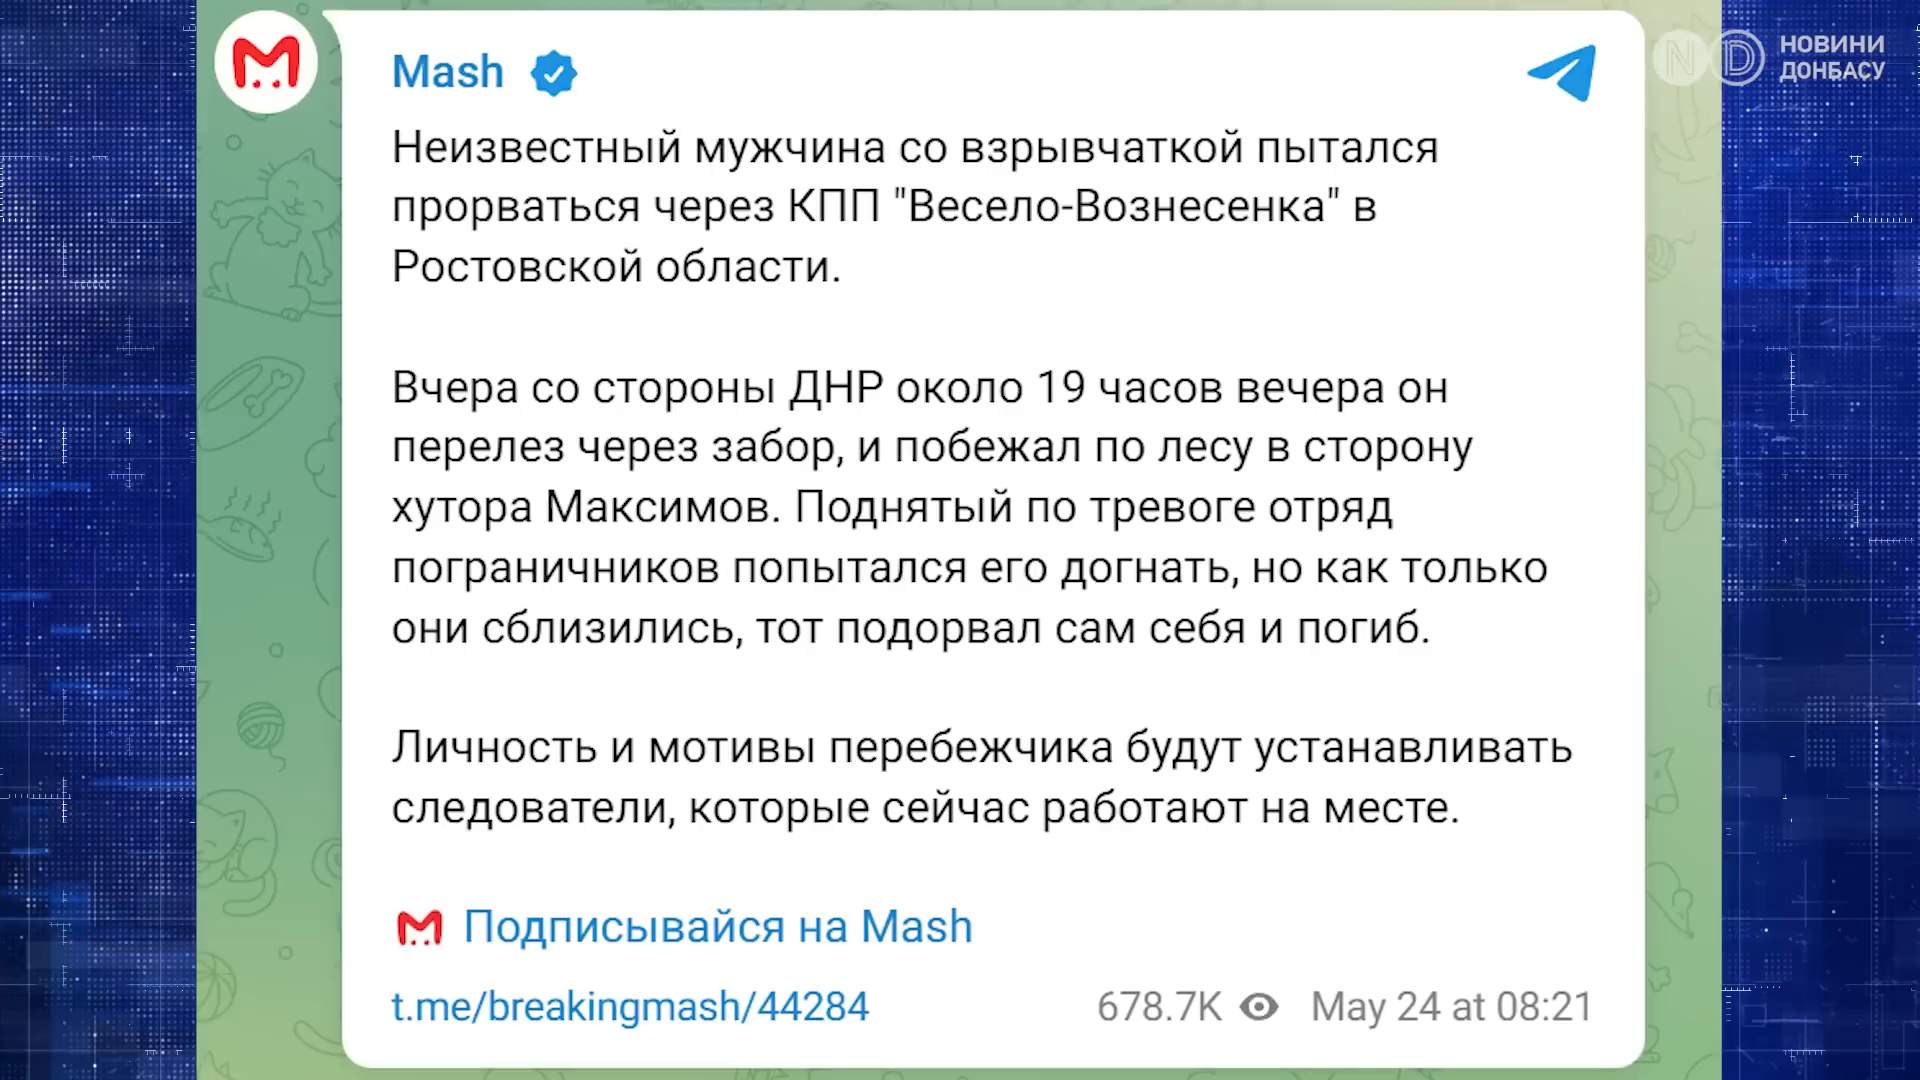 Mash
НОВИНИ
ДОНБАСУ
ND
Неизвестный мужчина со взрывчаткой пытался
прорваться через КПП "Весело-Вознесенка" в
Ростовской области.
Вчера со стороны ДНР около 19 часов вечера он
перелез через забор, и побежал по лесу в сторону
хутора Максимов. Поднятый по тревоге отряд
пограничников попытался его догнать, но как только
они сблизились, тот подорвал сам себя и погиб.
Личность и мотивы перебежчика будут устанавливать
следователи, которые сейчас работают на месте.
Подписывайся на Mash
t.me/breakingmash/44284 678.7K May 24 at 08:21